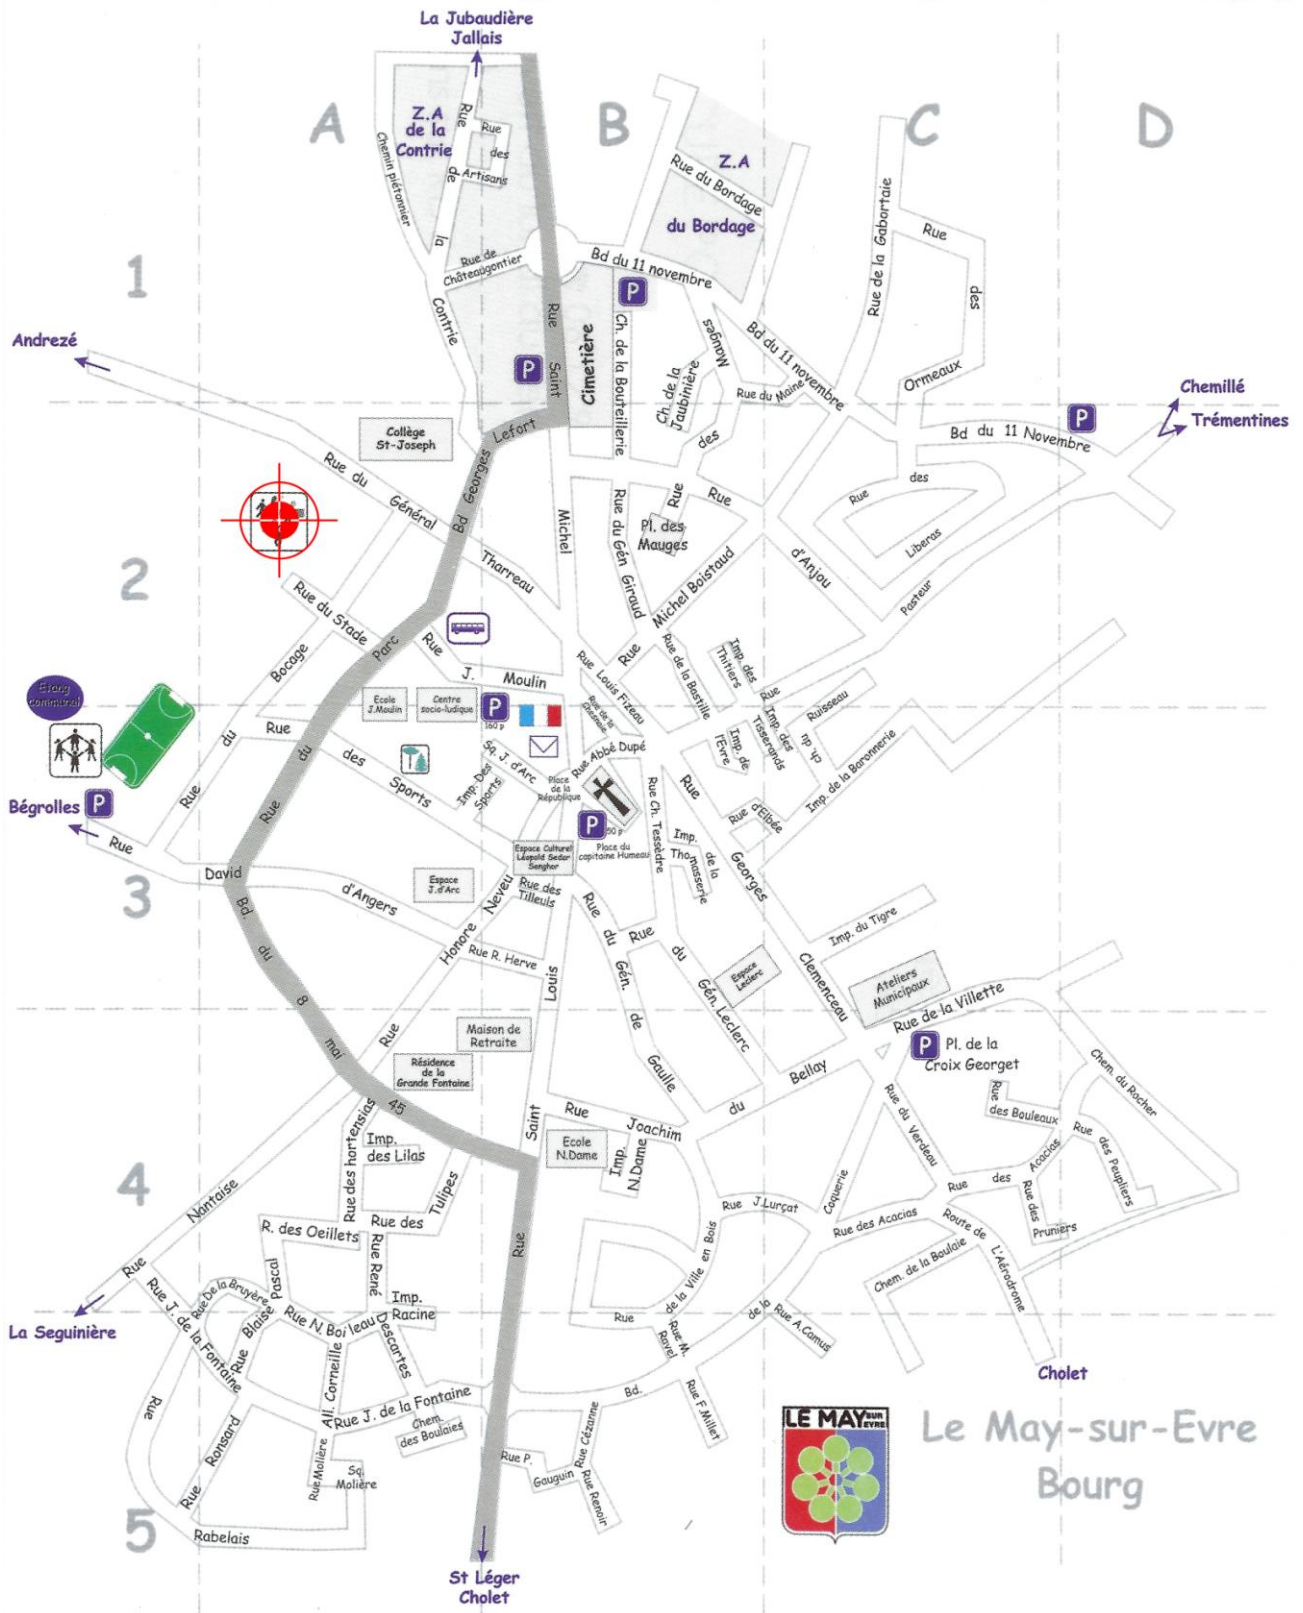 La Jubaudière
Jallais
A
B
C
D
1
2
3
4
5
Z.A
de la
Contrie
Rue
de
la
Contrie
Rue
des
Artisans
Chemin piétonnier
Rue de
Châteaugontier
Z.A
Rue du Bordage
du Bordage
Bd du 11 novembre
Bd du 11 novembre
Rue de la Gabortaie
Rue
des
Ormeaux
P
P
P
Rue
Saint
Michel
Cimetière
Ch. de la Bouteillerie
Ch. de la
Jaubinière
Mauges
des
Rue
Rue du Maine
Andrezé
Chemillé
Trémentines
Bd du 11 Novembre
Collège
St-Joseph
Lefort
Georges
Bd
Rue du
Général
Tharreau
Rue du Gén Giraud
Pl. des
Mauges
Rue
d'Anjou
Rue
des
Liberas
Pasteur
Michel Boistaud
Rue
Rue du Stade
Parc
du
Rue
Bocage
du
Rue
Rue
J.
Moulin
Rue Louis Fizeau
Rue de la Bastille
Imp. des
Thitiers
Rue
Imp. des
Tisserands
Ruisseau
ch. du
Imp. de
l'Evre
Imp. de la Baronnerie
Etang
communal
Ecole
J.Moulin
Centre
socio-ludique
P
160 p
Rue
des
Sports
Sq. J. d'Arc
Imp. Des
Sports
Place
de la
République
Rue Abbé Dupé
P
50 p
Place du
capitaine Humeau
Rue Ch. Tessèdre
Rue
Georges
Clemenceau
Rue
d'Elbée
Imp.
de la
Thomasserie
Bégrolles
P
Rue
David
d'Angers
Espace Culturel
Léopold Sedar
Senghor
Espace
J.d'Arc
Rue des
Tilleuls
Neveu
Honore
Rue
Rue R. Herve
Louis
Saint
Rue
Rue
du
Gén.
de
Gaulle
Rue
du
Gén. Leclerc
Espace
Leclerc
Imp. du Tigre
Ateliers
Municipaux
Rue de la Villette
P
Pl. de la
Croix Georget
Bd.
du
8
mai
45
Maison de
Retraite
Résidence
de la
Grande Fontaine
Rue
Joachim
du
Bellay
Ecole
N.Dame
Imp.
N.Dame
Chem. du Rocher
Rue
des Bouleaux
Rue du Verdeau
Rue
des
Acacias
Rue
des
Peupliers
Rue des
Pruniers
Coquerie
Rue des Acacias
Route de
L'Aérodrome
Chem. de la Boulaie
Rue des hortensias
Imp.
des Lilas
Tulipes
Rue des
R. des Oeillets
Nantaise
Rue
La Seguinière
Rue J.Lurçat
Rue
de la Ville en Bois
Rue René
Descartes
Imp.
Racine
Pascal
Blaise
Rue
Rue De la Bruyère
Rue N. Boileau
Rue J. de la Fontaine
All. Corneille
Rue J. de la Fontaine
Chem.
des Boulaies
Rue Molière
Sq.
Molière
Ronsard
Rue
Rue
Rabelais
Rue M.
Ravel
Rue F.Millet
Bd.
de la
Rue A.Camus
Rue Cézanne
Rue P.
Gauguin
Rue Renoir
Cholet
LE MAY SUR
EVRE
Le May-sur-Evre
Bourg
St Léger
Cholet